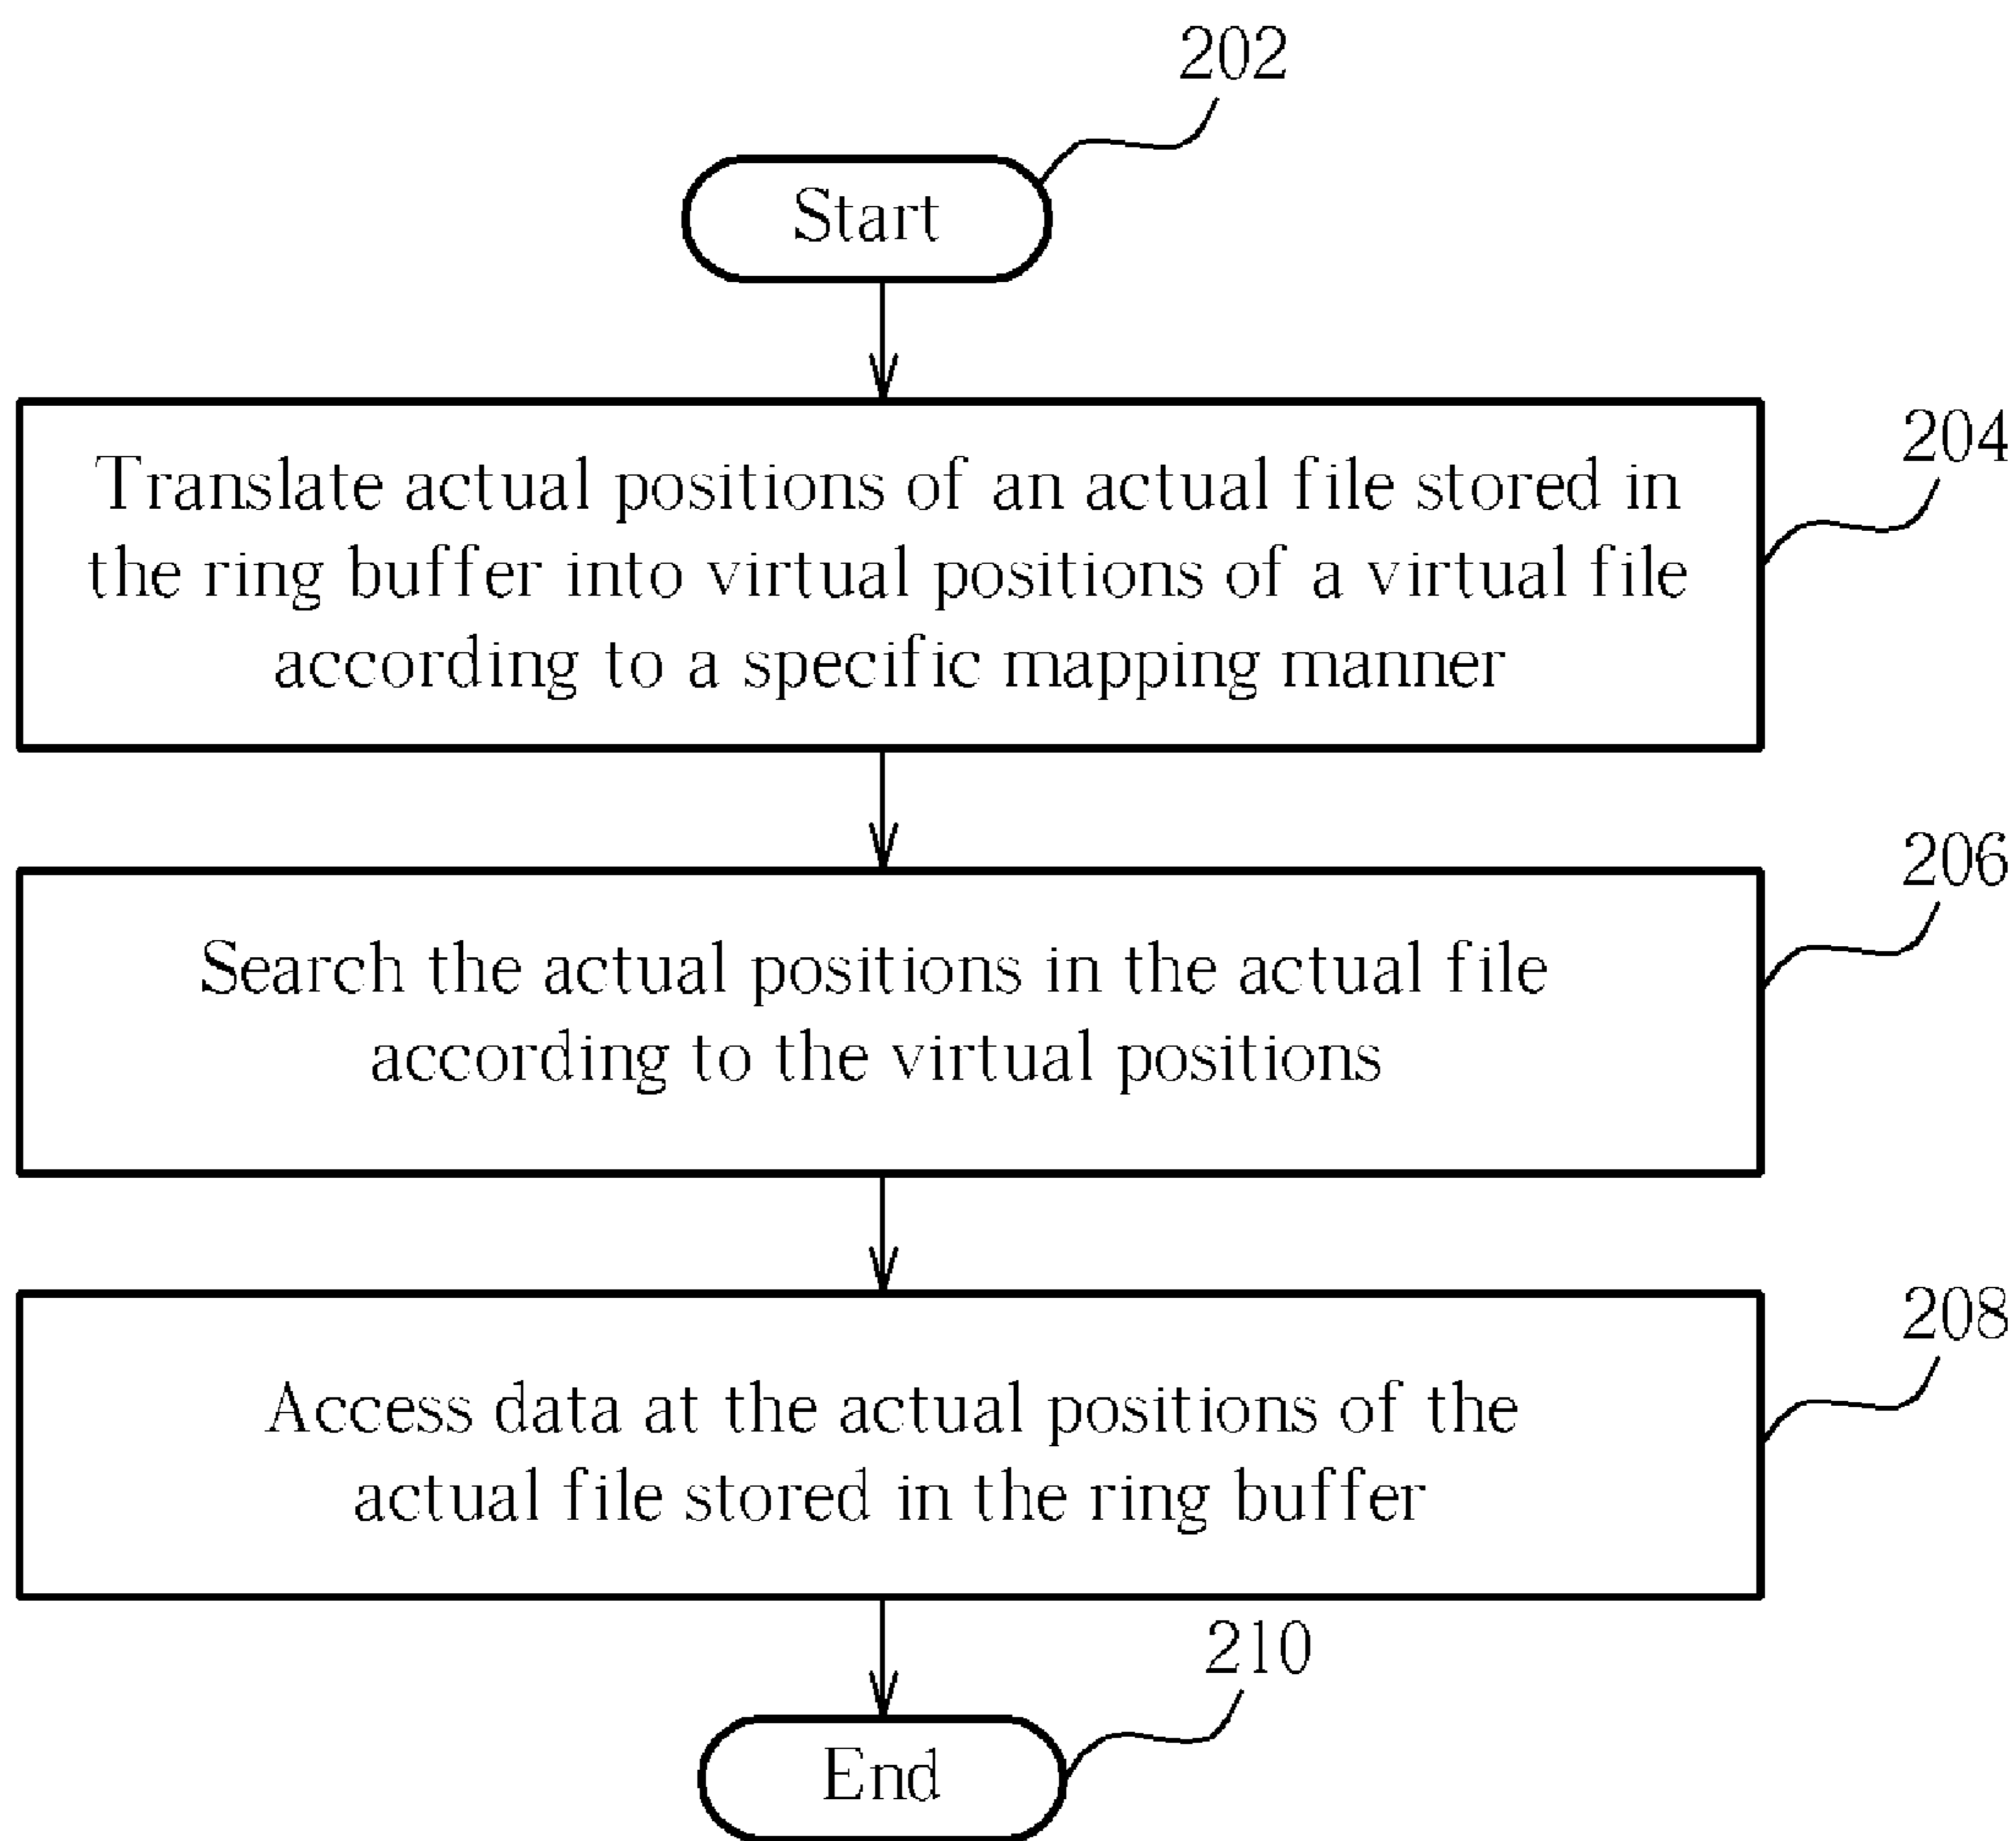 202
Start
204
Translate actual positions of an actual file stored in
the ring buffer into virtual positions of a virtual file
according to a specific mapping manner
206
Search the actual positions in the actual file
according to the virtual positions
208
Access data at the actual positions of the
actual file stored in the ring buffer
210
End